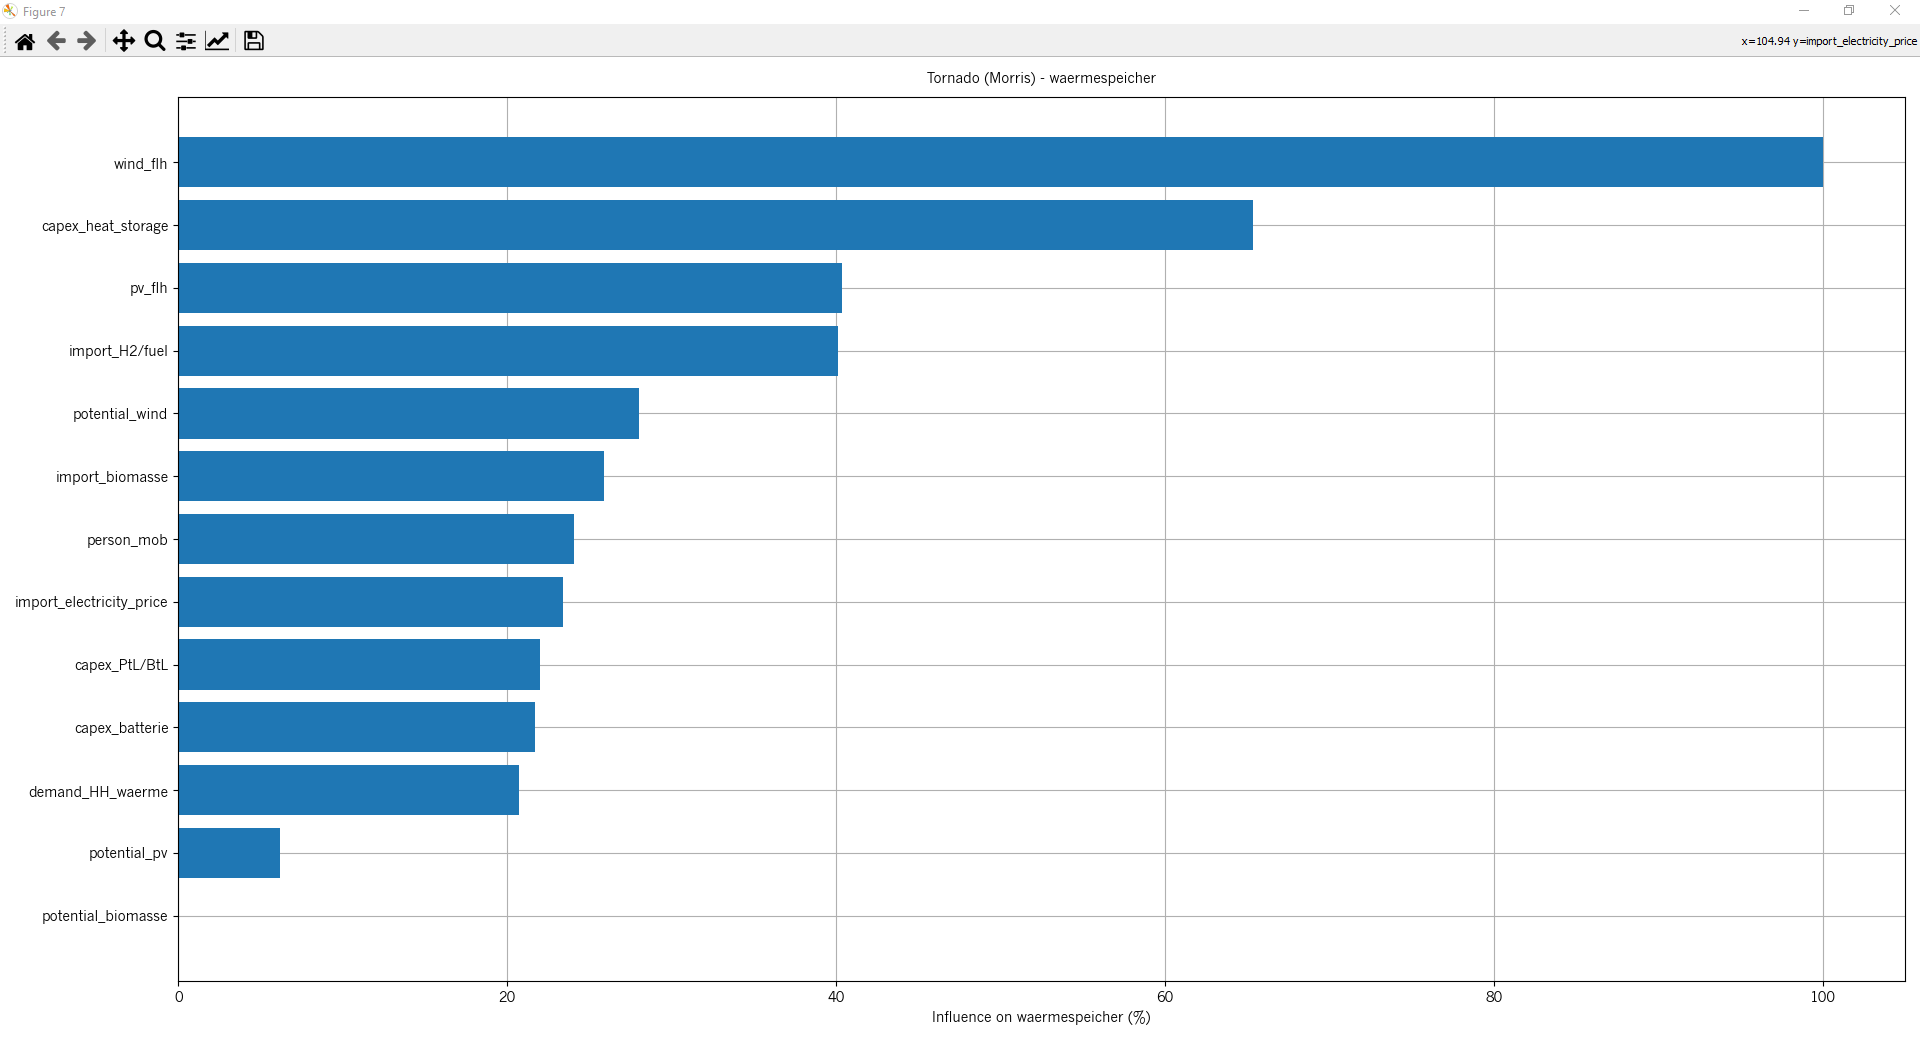 Figure 7
x=104.94 y=import_electricity_price
Tornado (Morris) - waermespeicher
wind_flh
capex_heat_storage
pv_flh
import_H2/fuel
potential_wind
import_biomasse
person_mob
import_electricity_price
capex_PtL/BtL
capex_batterie
demand_HH_waerme
potential_pv
potential_biomasse
0 20 40 60 80 100
Influence on waermespeicher (%)